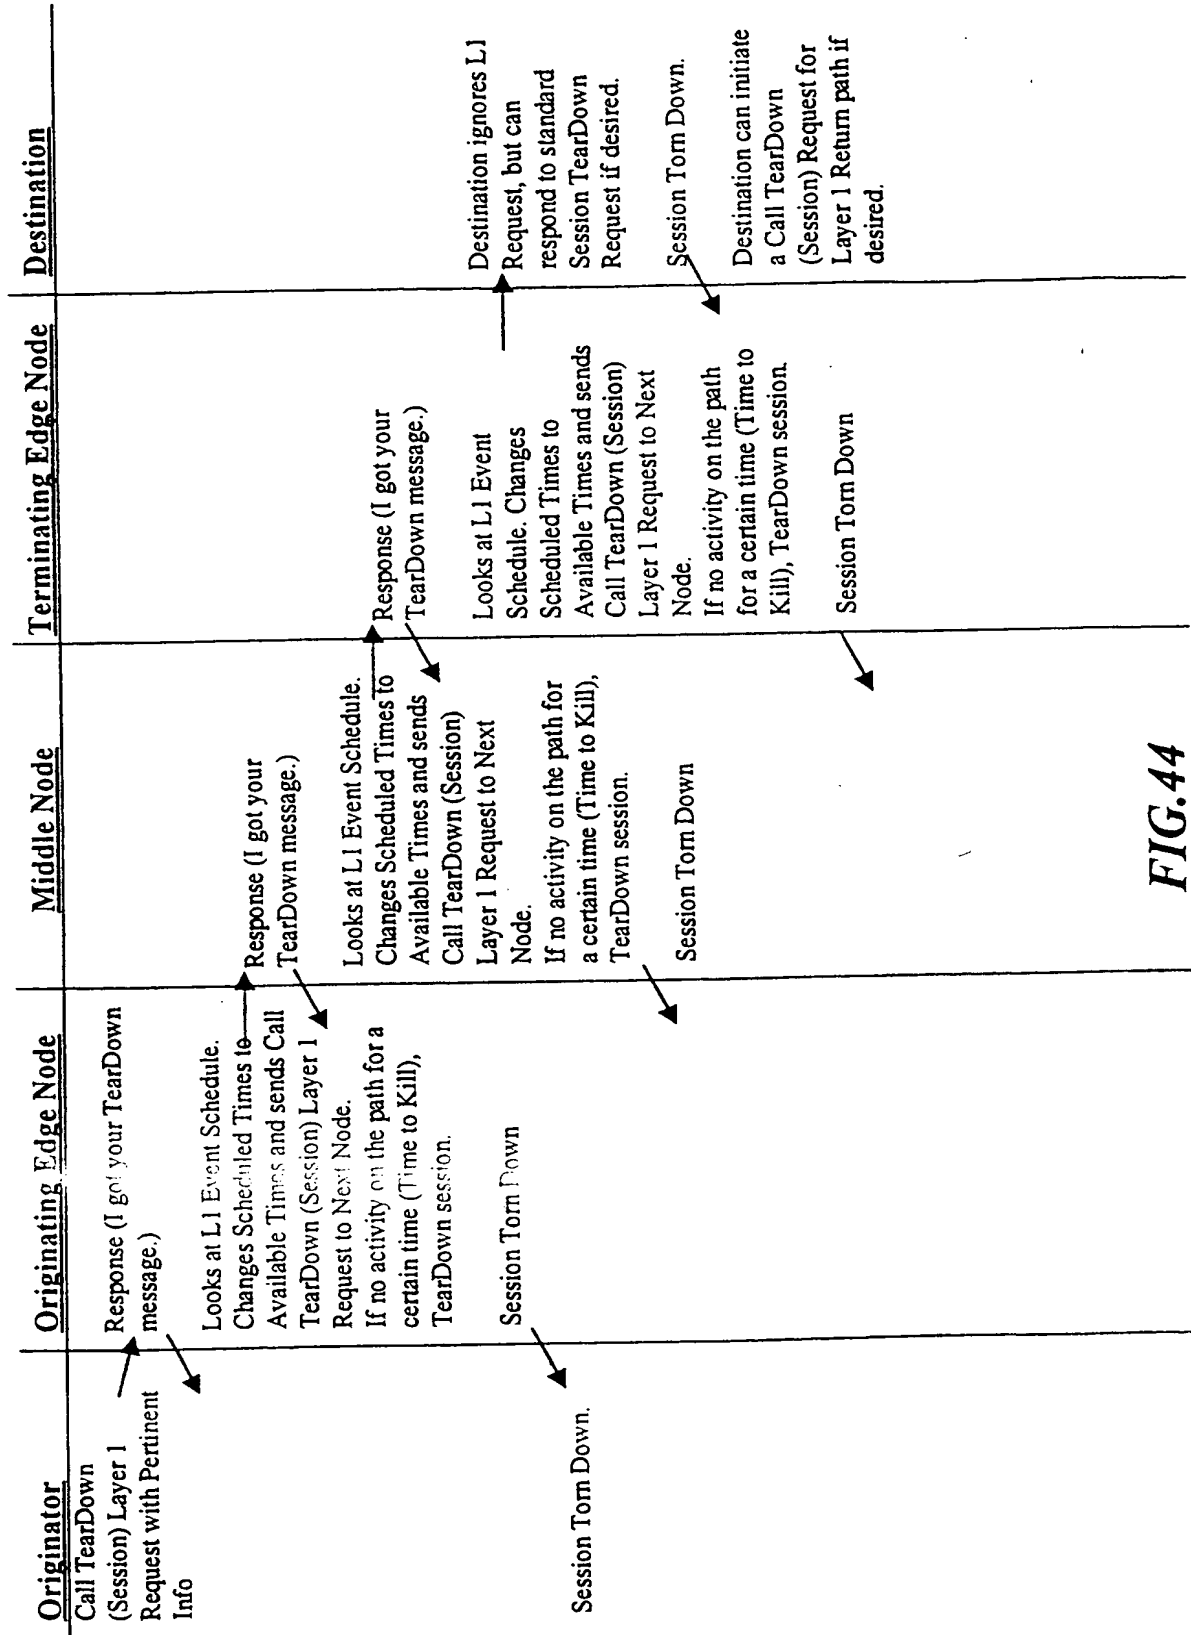 Originator
Call TearDown
(Session) Layer 1
Request with Pertinent
Info
Session Torn Down.
Originating Edge Node
Response (I got your TearDown
message.)
Looks at L1 Event Schedule.
Changes Scheduled Times to
Available Times and sends Call
TearDown (Session) Layer 1
Request to Next Node.
If no activity on the path for a
certain time (Time to Kill),
TearDown session.
Session Torn Down
Middle Node
Response (I got your
TearDown message.)
Looks at L1 Event Schedule.
Changes Scheduled Times to
Available Times and sends
Call TearDown (Session)
Layer 1 Request to Next
Node.
If no activity on the path for
a certain time (Time to Kill),
TearDown session.
Session Torn Down
Terminating Edge Node
Response (I got your
TearDown message.)
Looks at L1 Event
Schedule. Changes
Scheduled Times to
Available Times and sends
Call TearDown (Session)
Layer 1 Request to Next
Node.
If no activity on the path
for a certain time (Time to
Kill), TearDown session.
Session Torn Down
Destination
Destination ignores L1
Request, but can
respond to standard
Session TearDown
Request if desired.
Session Torn Down.
Destination can initiate
a Call TearDown
(Session) Request for
Layer 1 Return path if
desired.
FIG.44